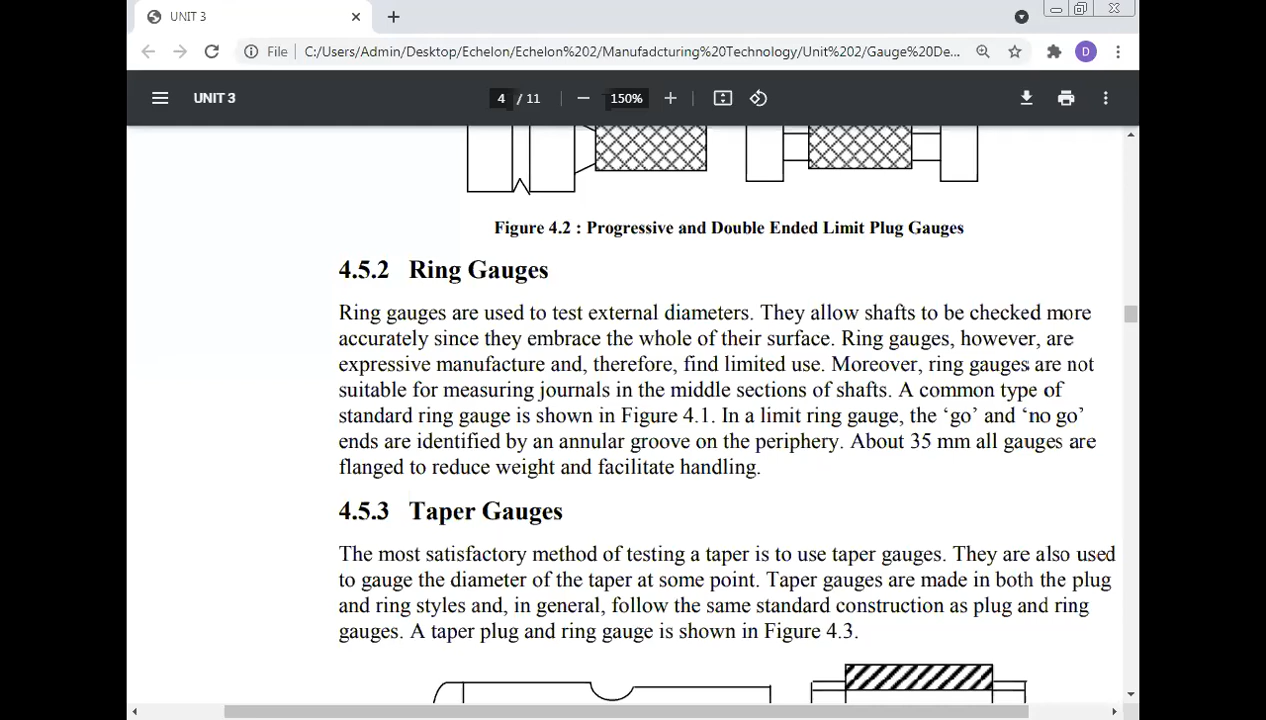 UNIT 3
File
C:/Users/Admin/Desktop/Echelon/Echelon%202/Manufadcturing%20Technology/Unit%202/Gauge%20De...
D
UNIT 3
4 / 11
150%
Figure 4.2 : Progressive and Double Ended Limit Plug Gauges
4.5.2 Ring Gauges
Ring gauges are used to test external diameters. They allow shafts to be checked more
accurately since they embrace the whole of their surface. Ring gauges, however, are
expressive manufacture and, therefore, find limited use. Moreover, ring gauges are not
suitable for measuring journals in the middle sections of shafts. A common type of
standard ring gauge is shown in Figure 4.1. In a limit ring gauge, the ‘go’ and ‘no go’
ends are identified by an annular groove on the periphery. About 35 mm all gauges are
flanged to reduce weight and facilitate handling.
4.5.3 Taper Gauges
The most satisfactory method of testing a taper is to use taper gauges. They are also used
to gauge the diameter of the taper at some point. Taper gauges are made in both the plug
and ring styles and, in general, follow the same standard construction as plug and ring
gauges. A taper plug and ring gauge is shown in Figure 4.3.